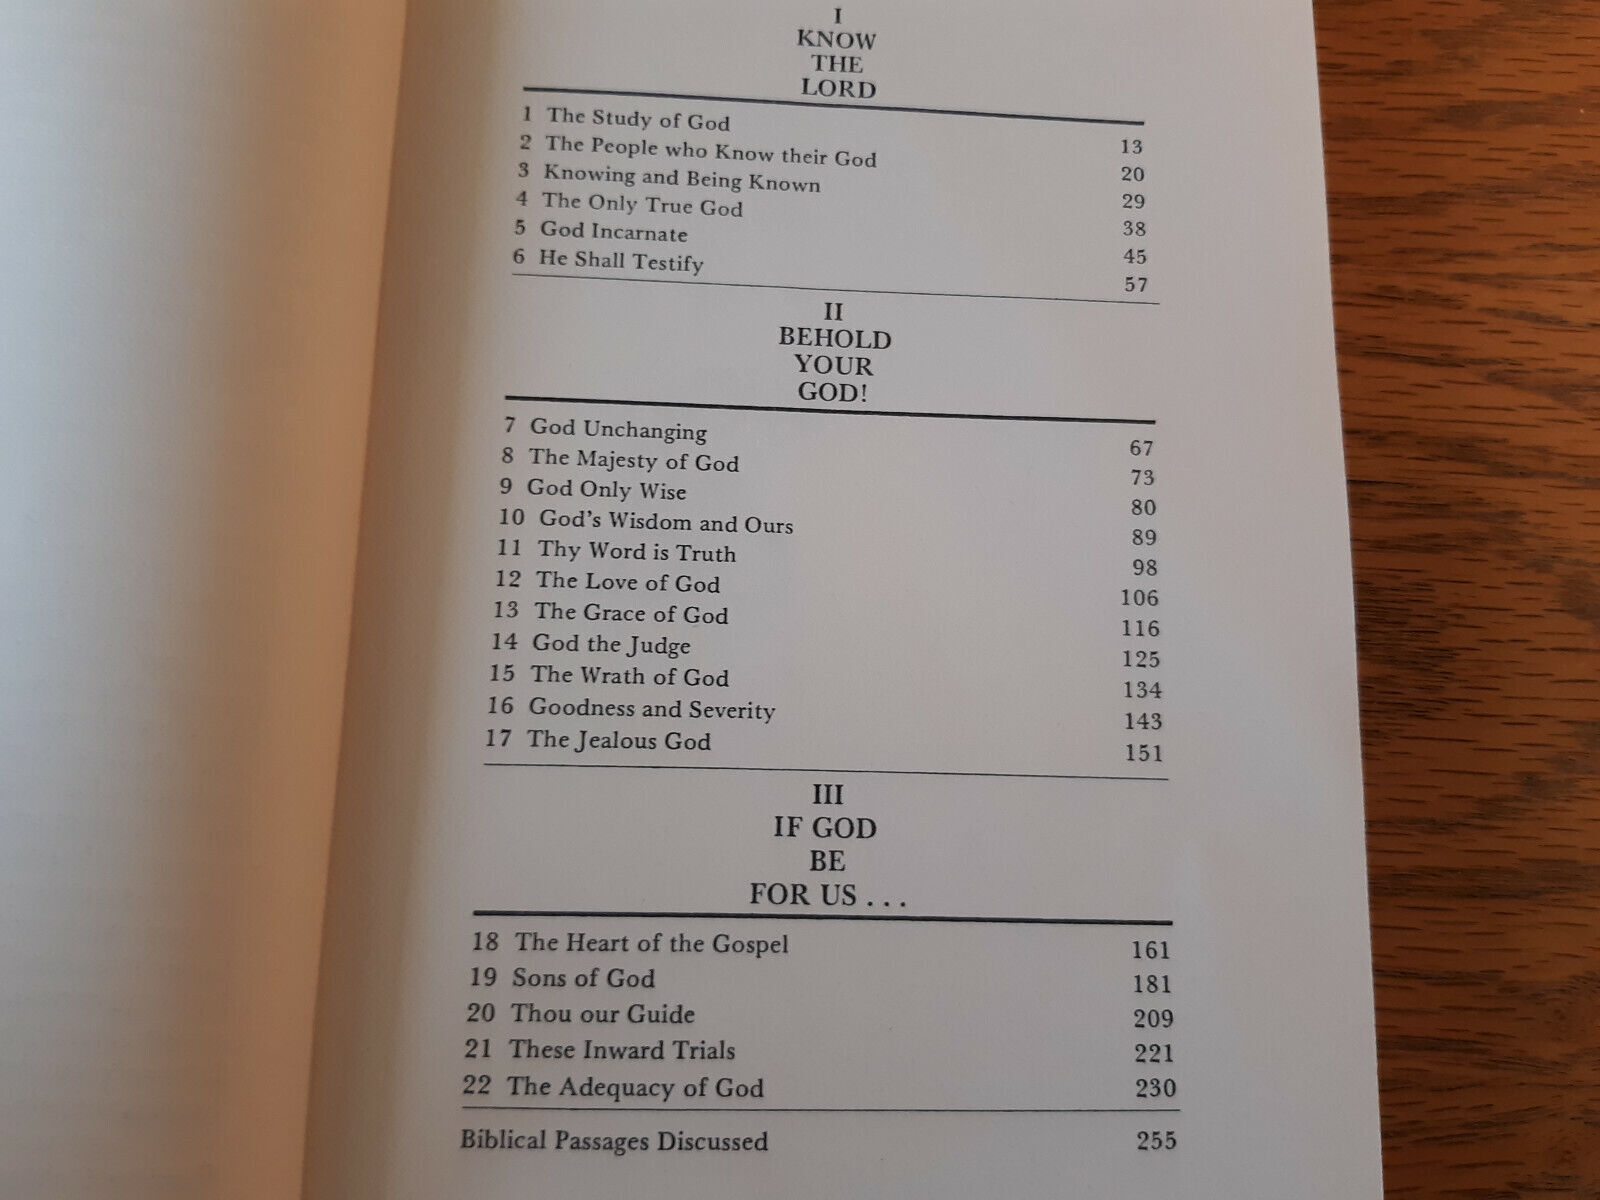 I
KNOW
THE
LORD
1 The Study of God 13
2 The People who Know their God 20
3 Knowing and Being Known 29
4 The Only True God 38
5 God Incarnate 45
6 He Shall Testify 57
II
BEHOLD
YOUR
GOD!
7 God Unchanging 67
8 The Majesty of God 73
9 God Only Wise 80
10 God's Wisdom and Ours 89
11 Thy Word is Truth 98
12 The Love of God 106
13 The Grace of God 116
14 God the Judge 125
15 The Wrath of God 134
16 Goodness and Severity 143
17 The Jealous God 151
III
IF GOD
BE
FOR US . . .
18 The Heart of the Gospel 161
19 Sons of God 181
20 Thou our Guide 209
21 These Inward Trials 221
22 The Adequacy of God 230
Biblical Passages Discussed 255